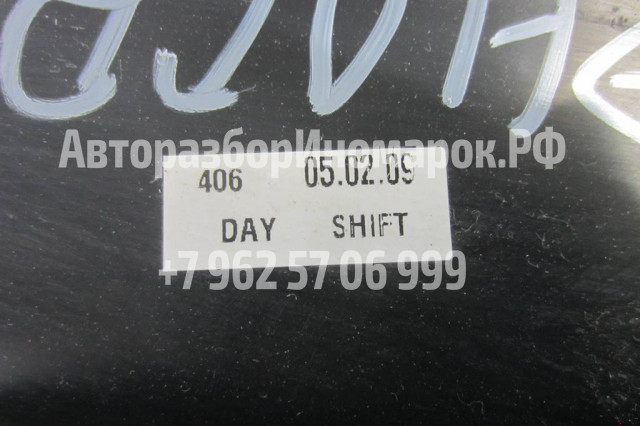 АвторазборИномарок.РФ
406 05.02.09
DAY SHIFT
+7 962 57 06 999